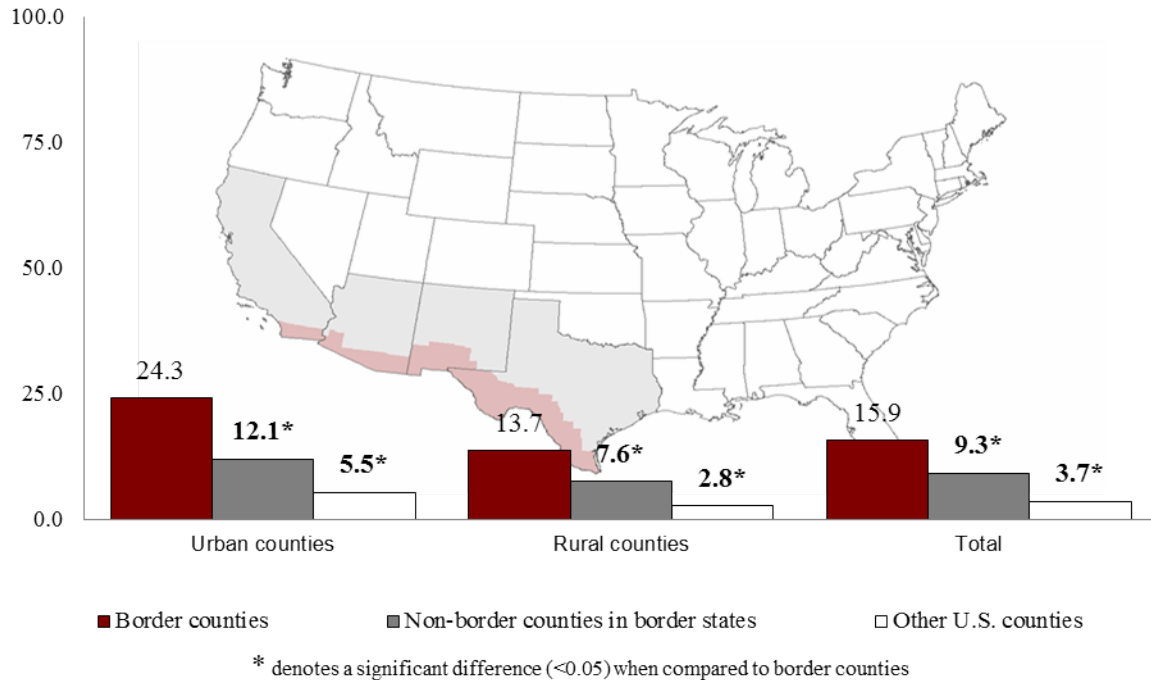 100.0
75.0
50.0
25.0
0.0
24.3
12.1*
5.5*
13.7
7.6*
2.8*
15.9
9.3*
3.7*
Urban counties
Rural counties
Total
Border counties
Non-border counties in border states
Other U.S. counties
* denotes a significant difference (<0.05) when compared to border counties